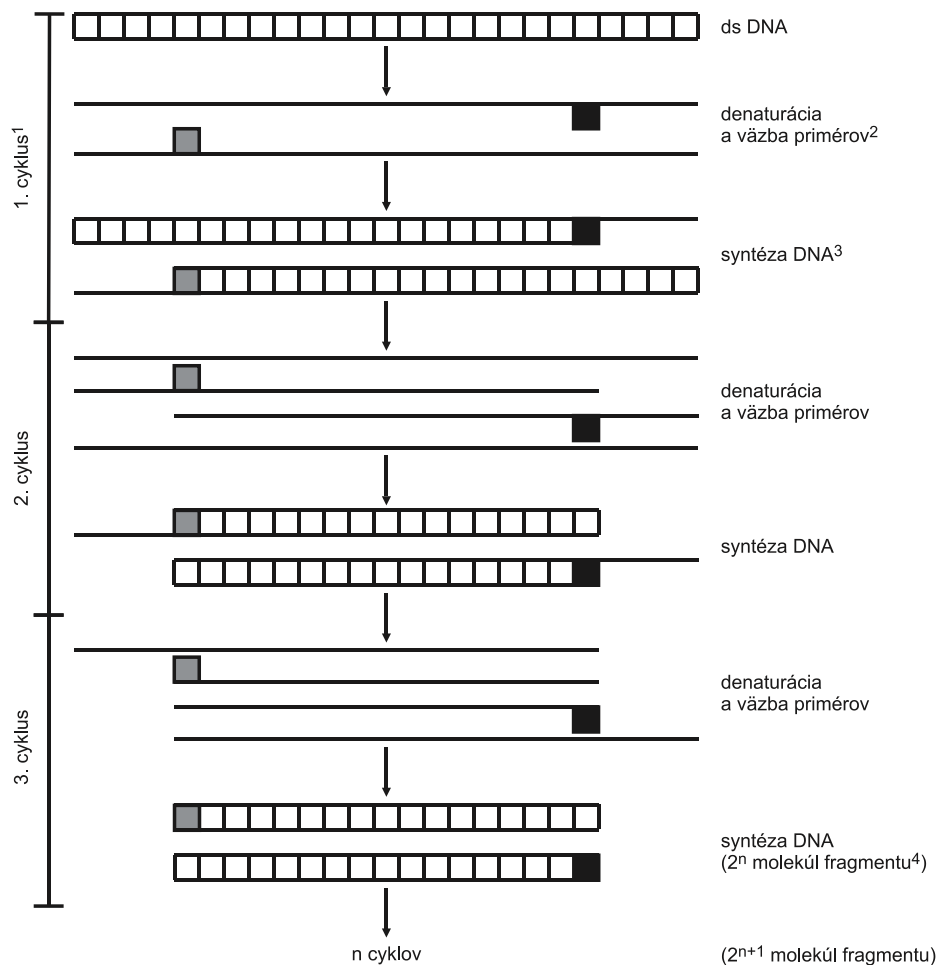 ds DNA
denaturácia
a väzba primérov²
1. cyklus¹
syntéza DNA³
denaturácia
a väzba primérov
2. cyklus
syntéza DNA
denaturácia
a väzba primérov
3. cyklus
syntéza DNA
(2ⁿ molekúl fragmentu⁴)
n cyklov
(2ⁿ⁺¹ molekúl fragmentu)